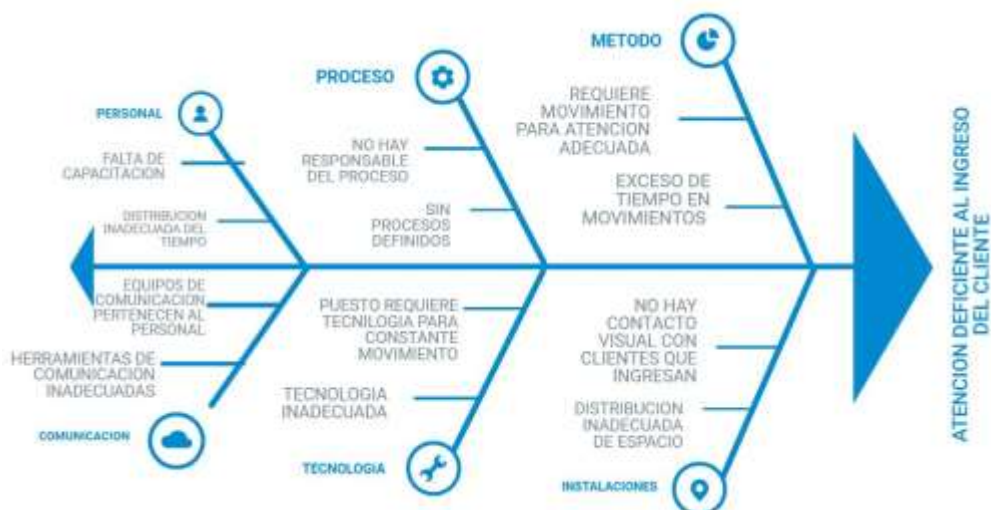 METODO
REQUIERE
MOVIMIENTO
PARA ATENCION
ADECUADA
EXCESO DE
TIEMPO EN
MOVIMIENTOS
PROCESO
NO HAY
RESPONSABLE
DEL PROCESO
SIN
PROCESOS
DEFINIDOS
PERSONAL
FALTA DE
CAPACITACION
DISTRIBUCION
INADECUADA DEL
TIEMPO
EQUIPOS DE
COMUNICACION
PERTENECEN AL
PERSONAL
HERRAMIENTAS DE
COMUNICACION
INADECUADAS
COMUNICACION
PUESTO REQUIERE
TECNILOGIA PARA
CONSTANTE
MOVIMIENTO
TECNOLOGIA
INADECUADA
TECNOLOGIA
NO HAY
CONTACTO
VISUAL CON
CLIENTES QUE
INGRESAN
DISTRIBUCION
INADECUADA
DE ESPACIO
INSTALACIONES
ATENCION DEFICIENTE AL INGRESO
DEL CLIENTE